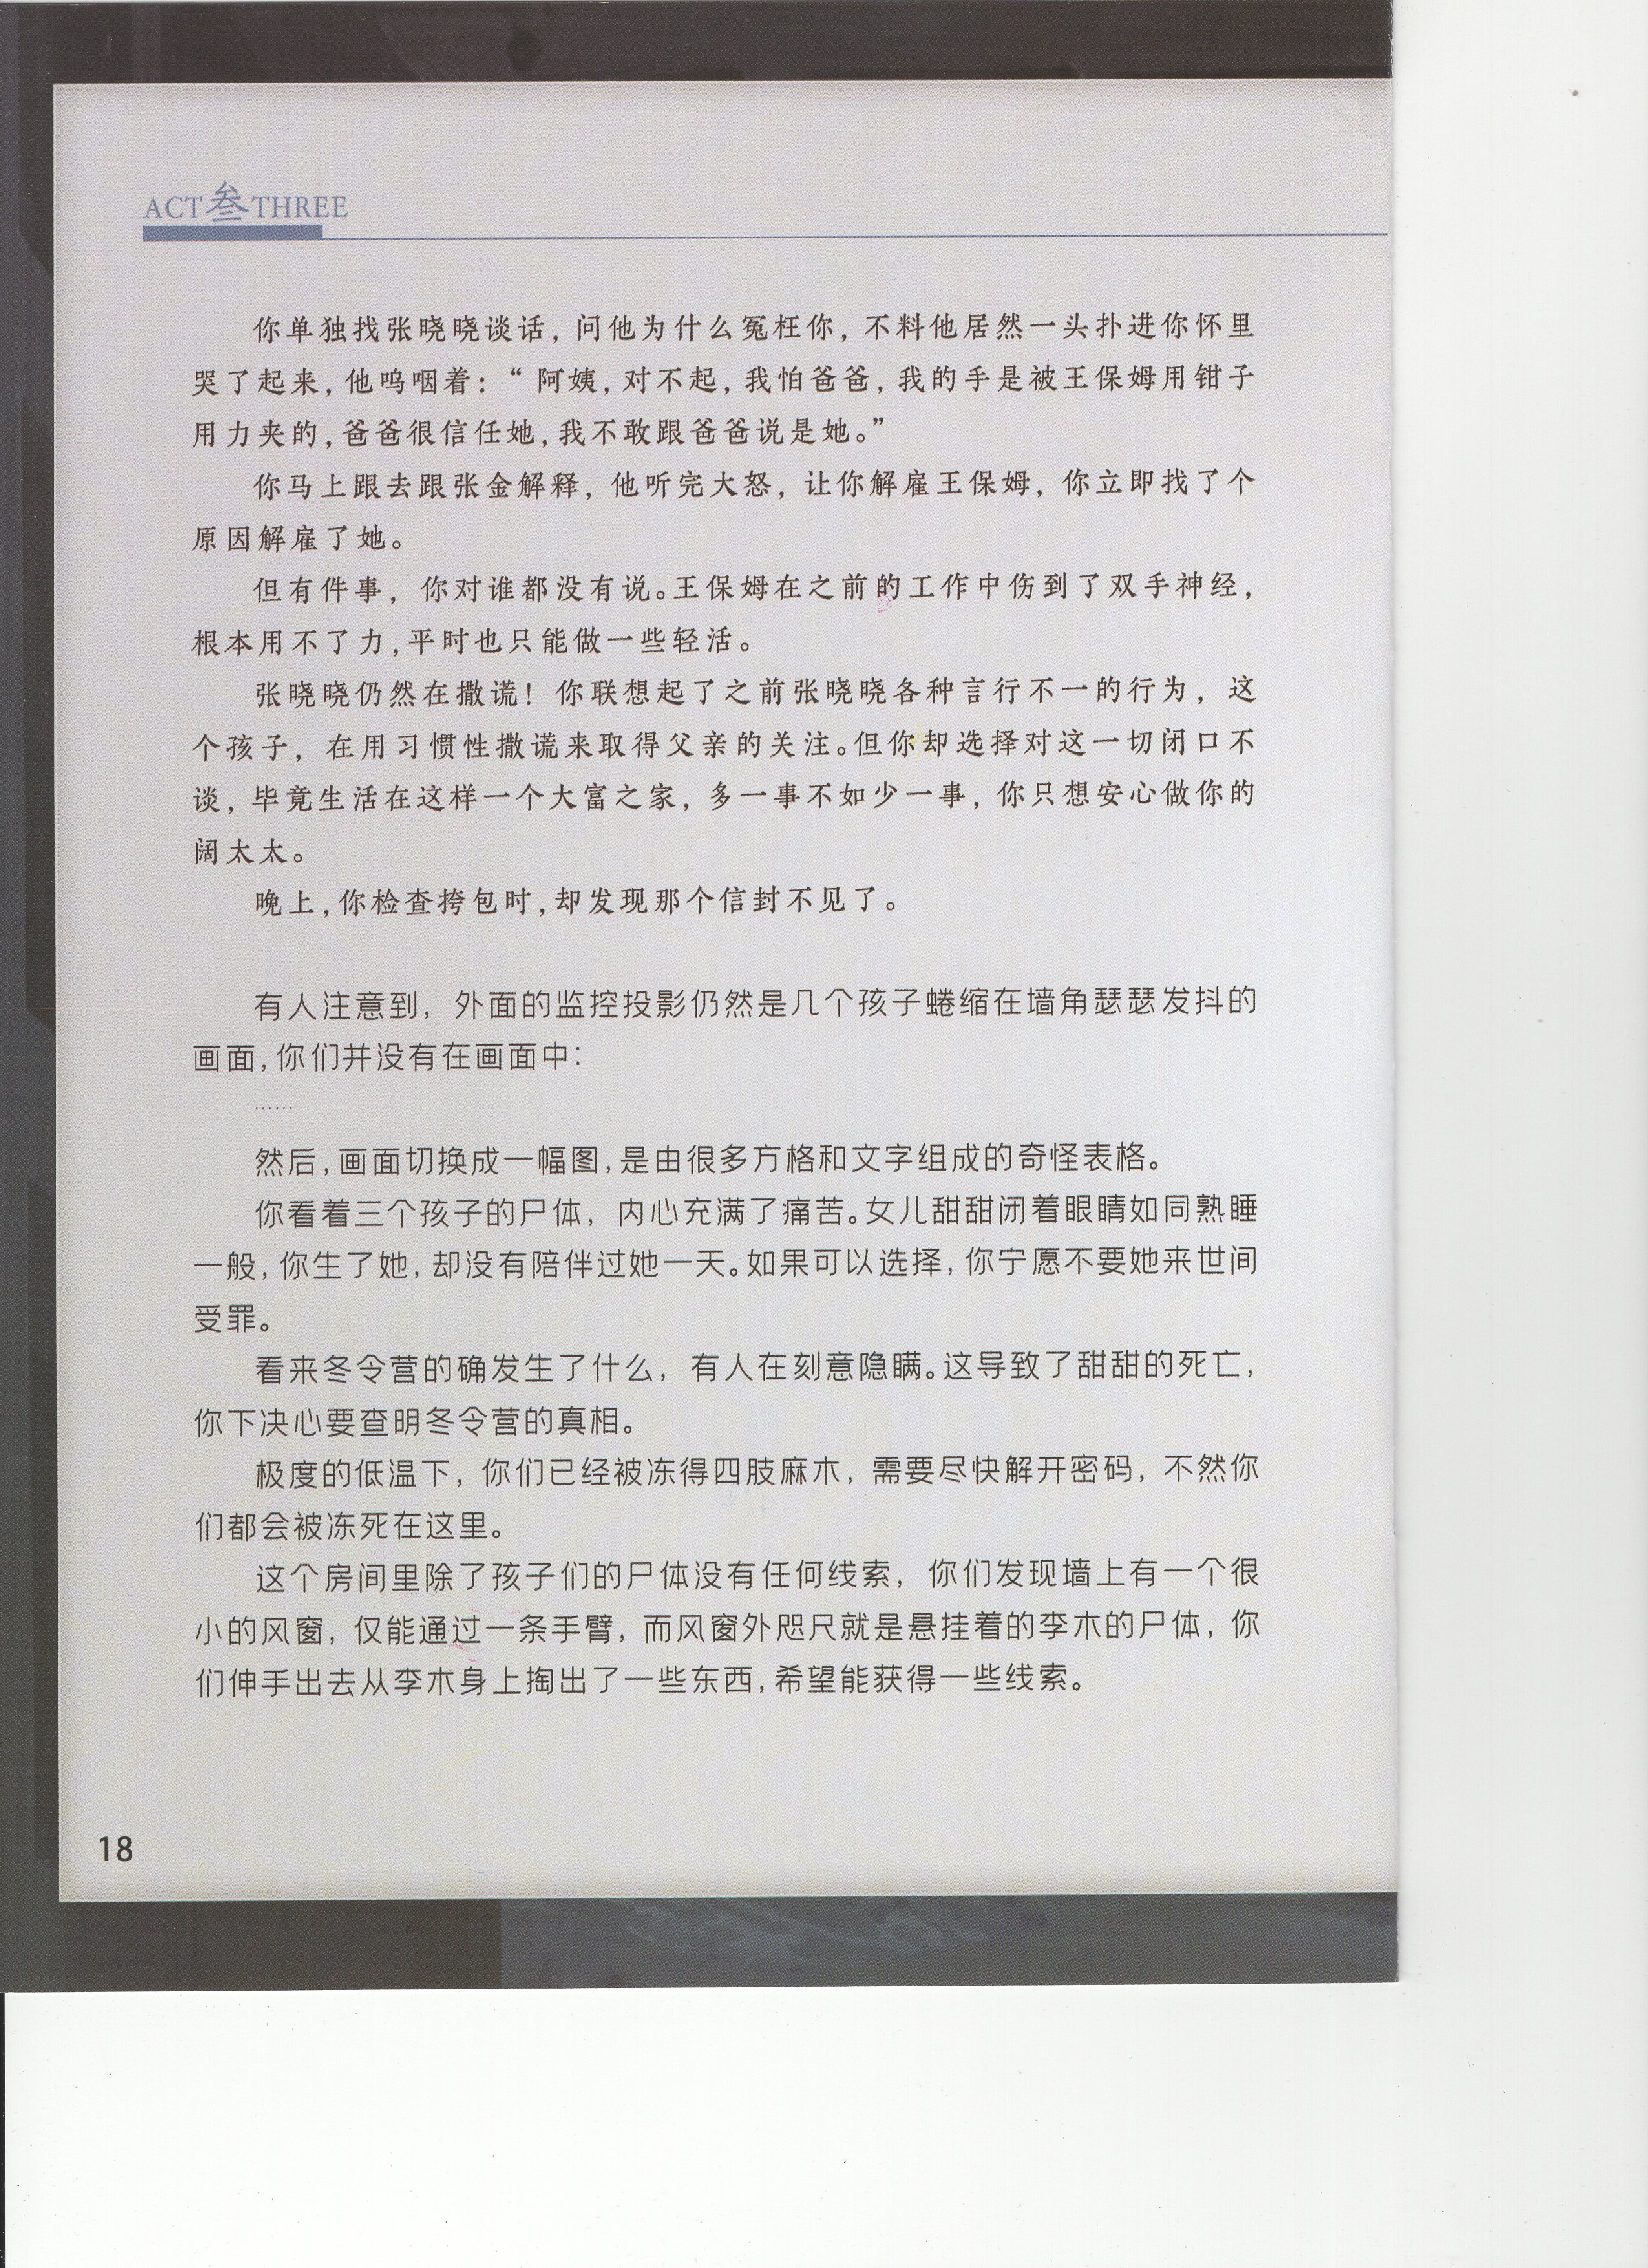 ACT叁THREE
你单独找张晓晓谈话，问他为什么冤枉你，不料他居然一头扑进你怀里
哭了起来，他呜咽着：“阿姨，对不起，我怕爸爸，我的手是被王保姆用钳子
用力夹的，爸爸很信任她，我不敢跟爸爸说是她。”
你马上跟去跟张金解释，他听完大怒，让你解雇王保姆，你立即找了个
原因解雇了她。
但有件事，你对谁都没有说。王保姆在之前的工作中伤到了双手神经，
根本用不了力，平时也只能做一些轻活。
张晓晓仍然在撒谎！你联想起了之前张晓晓各种言行不一的行为，这
个孩子，在用习惯性撒谎来取得父亲的关注。但你却选择对这一切闭口不
谈，毕竟生活在这样一个大富之家，多一事不如少一事，你只想安心做你的
阔太太。
晚上，你检查挎包时，却发现那个信封不见了。
有人注意到，外面的监控投影仍然是几个孩子蜷缩在墙角瑟瑟发抖的
画面，你们并没有在画面中：
……
然后，画面切换成一幅图，是由很多方格和文字组成的奇怪表格。
你看着三个孩子的尸体，内心充满了痛苦。女儿甜甜闭着眼睛如同熟睡
一般，你生了她，却没有陪伴过她一天。如果可以选择，你宁愿不要她来世间
受罪。
看来冬令营的确发生了什么，有人在刻意隐瞒。这导致了甜甜的死亡，
你下决心要查明冬令营的真相。
极度的低温下，你们已经被冻得四肢麻木，需要尽快解开密码，不然你
们都会被冻死在这里。
这个房间里除了孩子们的尸体没有任何线索，你们发现墙上有一个很
小的风窗，仅能通过一条手臂，而风窗外咫尺就是悬挂着的李木的尸体，你
们伸手出去从李木身上掏出了一些东西，希望能获得一些线索。
18